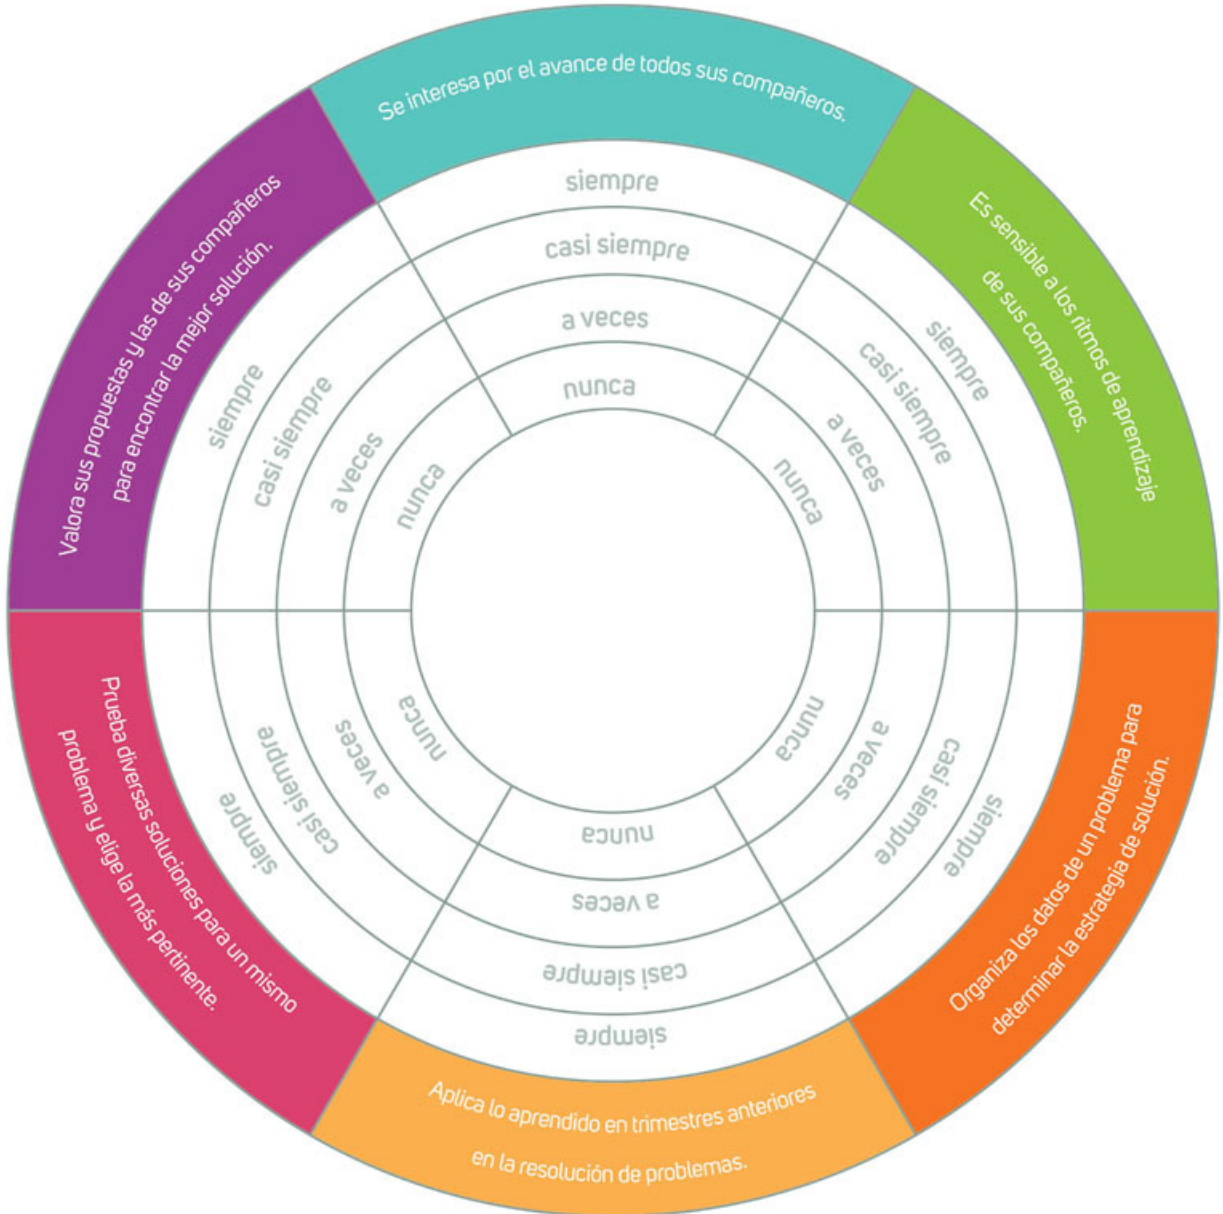 Se interesa por el avance de todos sus compañeros.
siempre
casi siempre
a veces
nunca
Es sensible a los ritmos de aprendizaje
de sus compañeros.
siempre
casi siempre
a veces
nunca
Organiza los datos de un problema para
determinar la estrategia de solución.
siempre
casi siempre
a veces
nunca
Aplica lo aprendido en trimestres anteriores
en la resolución de problemas.
siempre
casi siempre
a veces
nunca
Prueba diversas soluciones para un mismo
problema y elige la más pertinente.
siempre
casi siempre
a veces
nunca
Valora sus propuestas y las de sus compañeros
para encontrar la mejor solución.
siempre
casi siempre
a veces
nunca